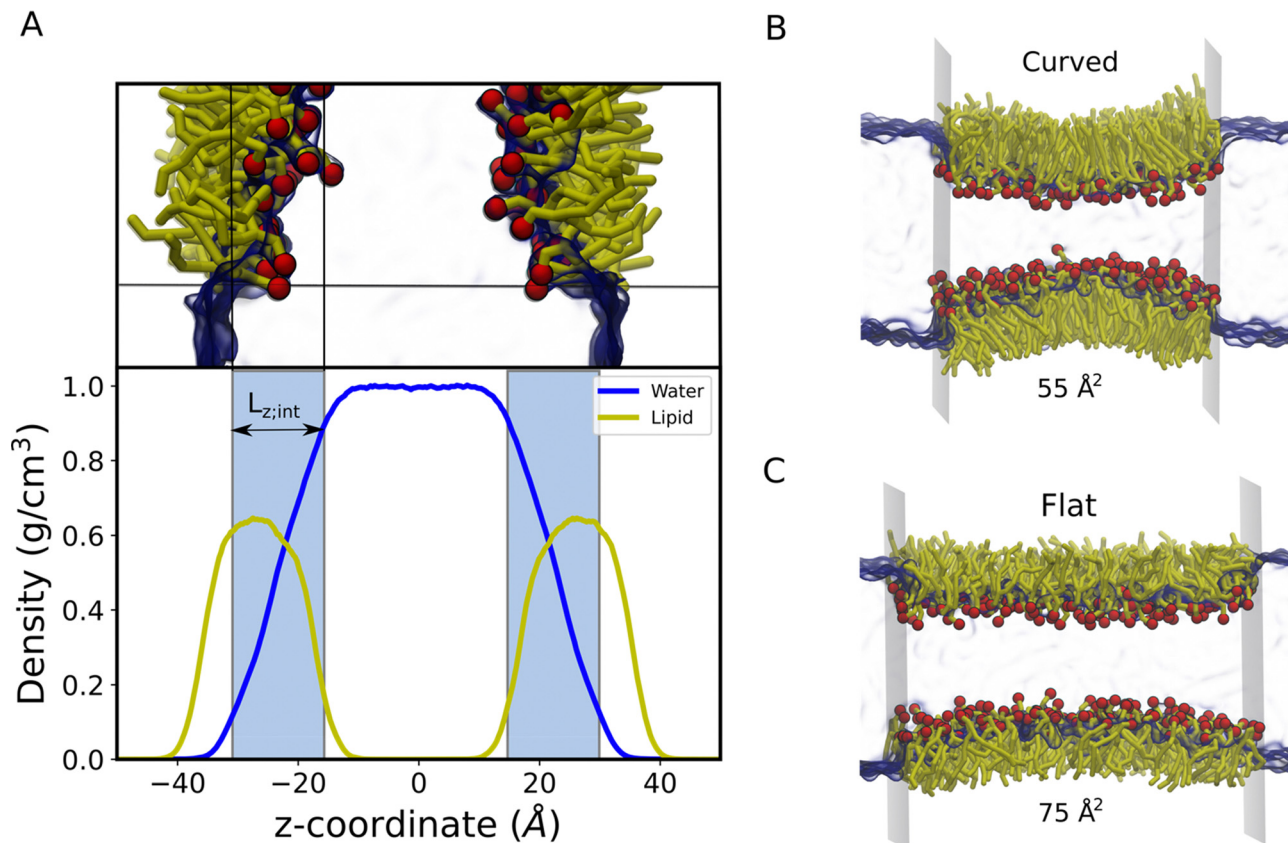 A
1.0
0.8
0.6
0.4
0.2
0.0
Density (g/cm³)
L_z;int
Water
Lipid
−40
−20
0
20
40
z-coordinate (Å)
B
Curved
55 Å²
C
Flat
75 Å²